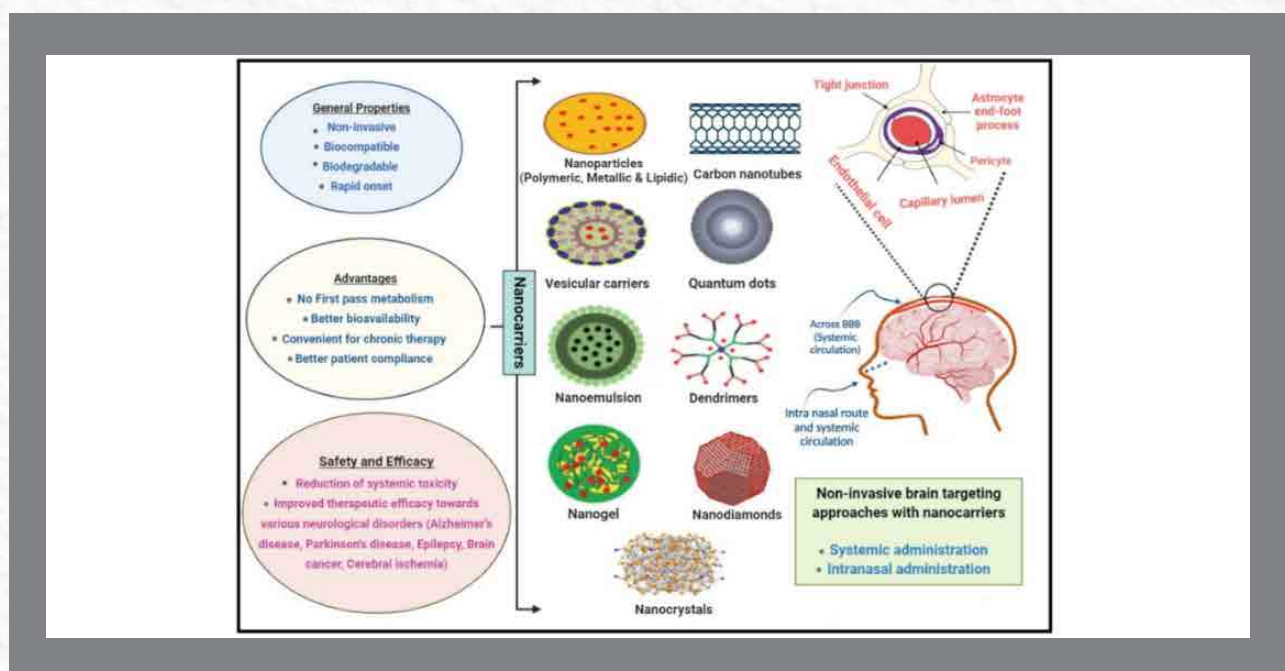 General Properties
• Non-invasive
• Biocompatible
• Biodegradable
• Rapid onset
Advantages
• No First pass metabolism
• Better bioavailability
• Convenient for chronic therapy
• Better patient compliance
Safety and Efficacy
• Reduction of systemic toxicity
• Improved therapeutic efficacy towards
various neurological disorders (Alzheimer's
disease, Parkinson's disease, Epilepsy, Brain
cancer, Cerebral ischemia)
Nanocarriers
Nanoparticles
(Polymeric, Metallic & Lipidic)
Carbon nanotubes
Vesicular carriers
Quantum dots
Nanoemulsion
Dendrimers
Nanogel
Nanodiamonds
Nanocrystals
Tight junction
Astrocyte
end-foot
process
Pericyte
Capillary lumen
Endothelial cell
Across BBB
(Systemic
circulation)
Intra nasal route
and systemic
circulation
Non-invasive brain targeting
approaches with nanocarriers
• Systemic administration
• Intranasal administration